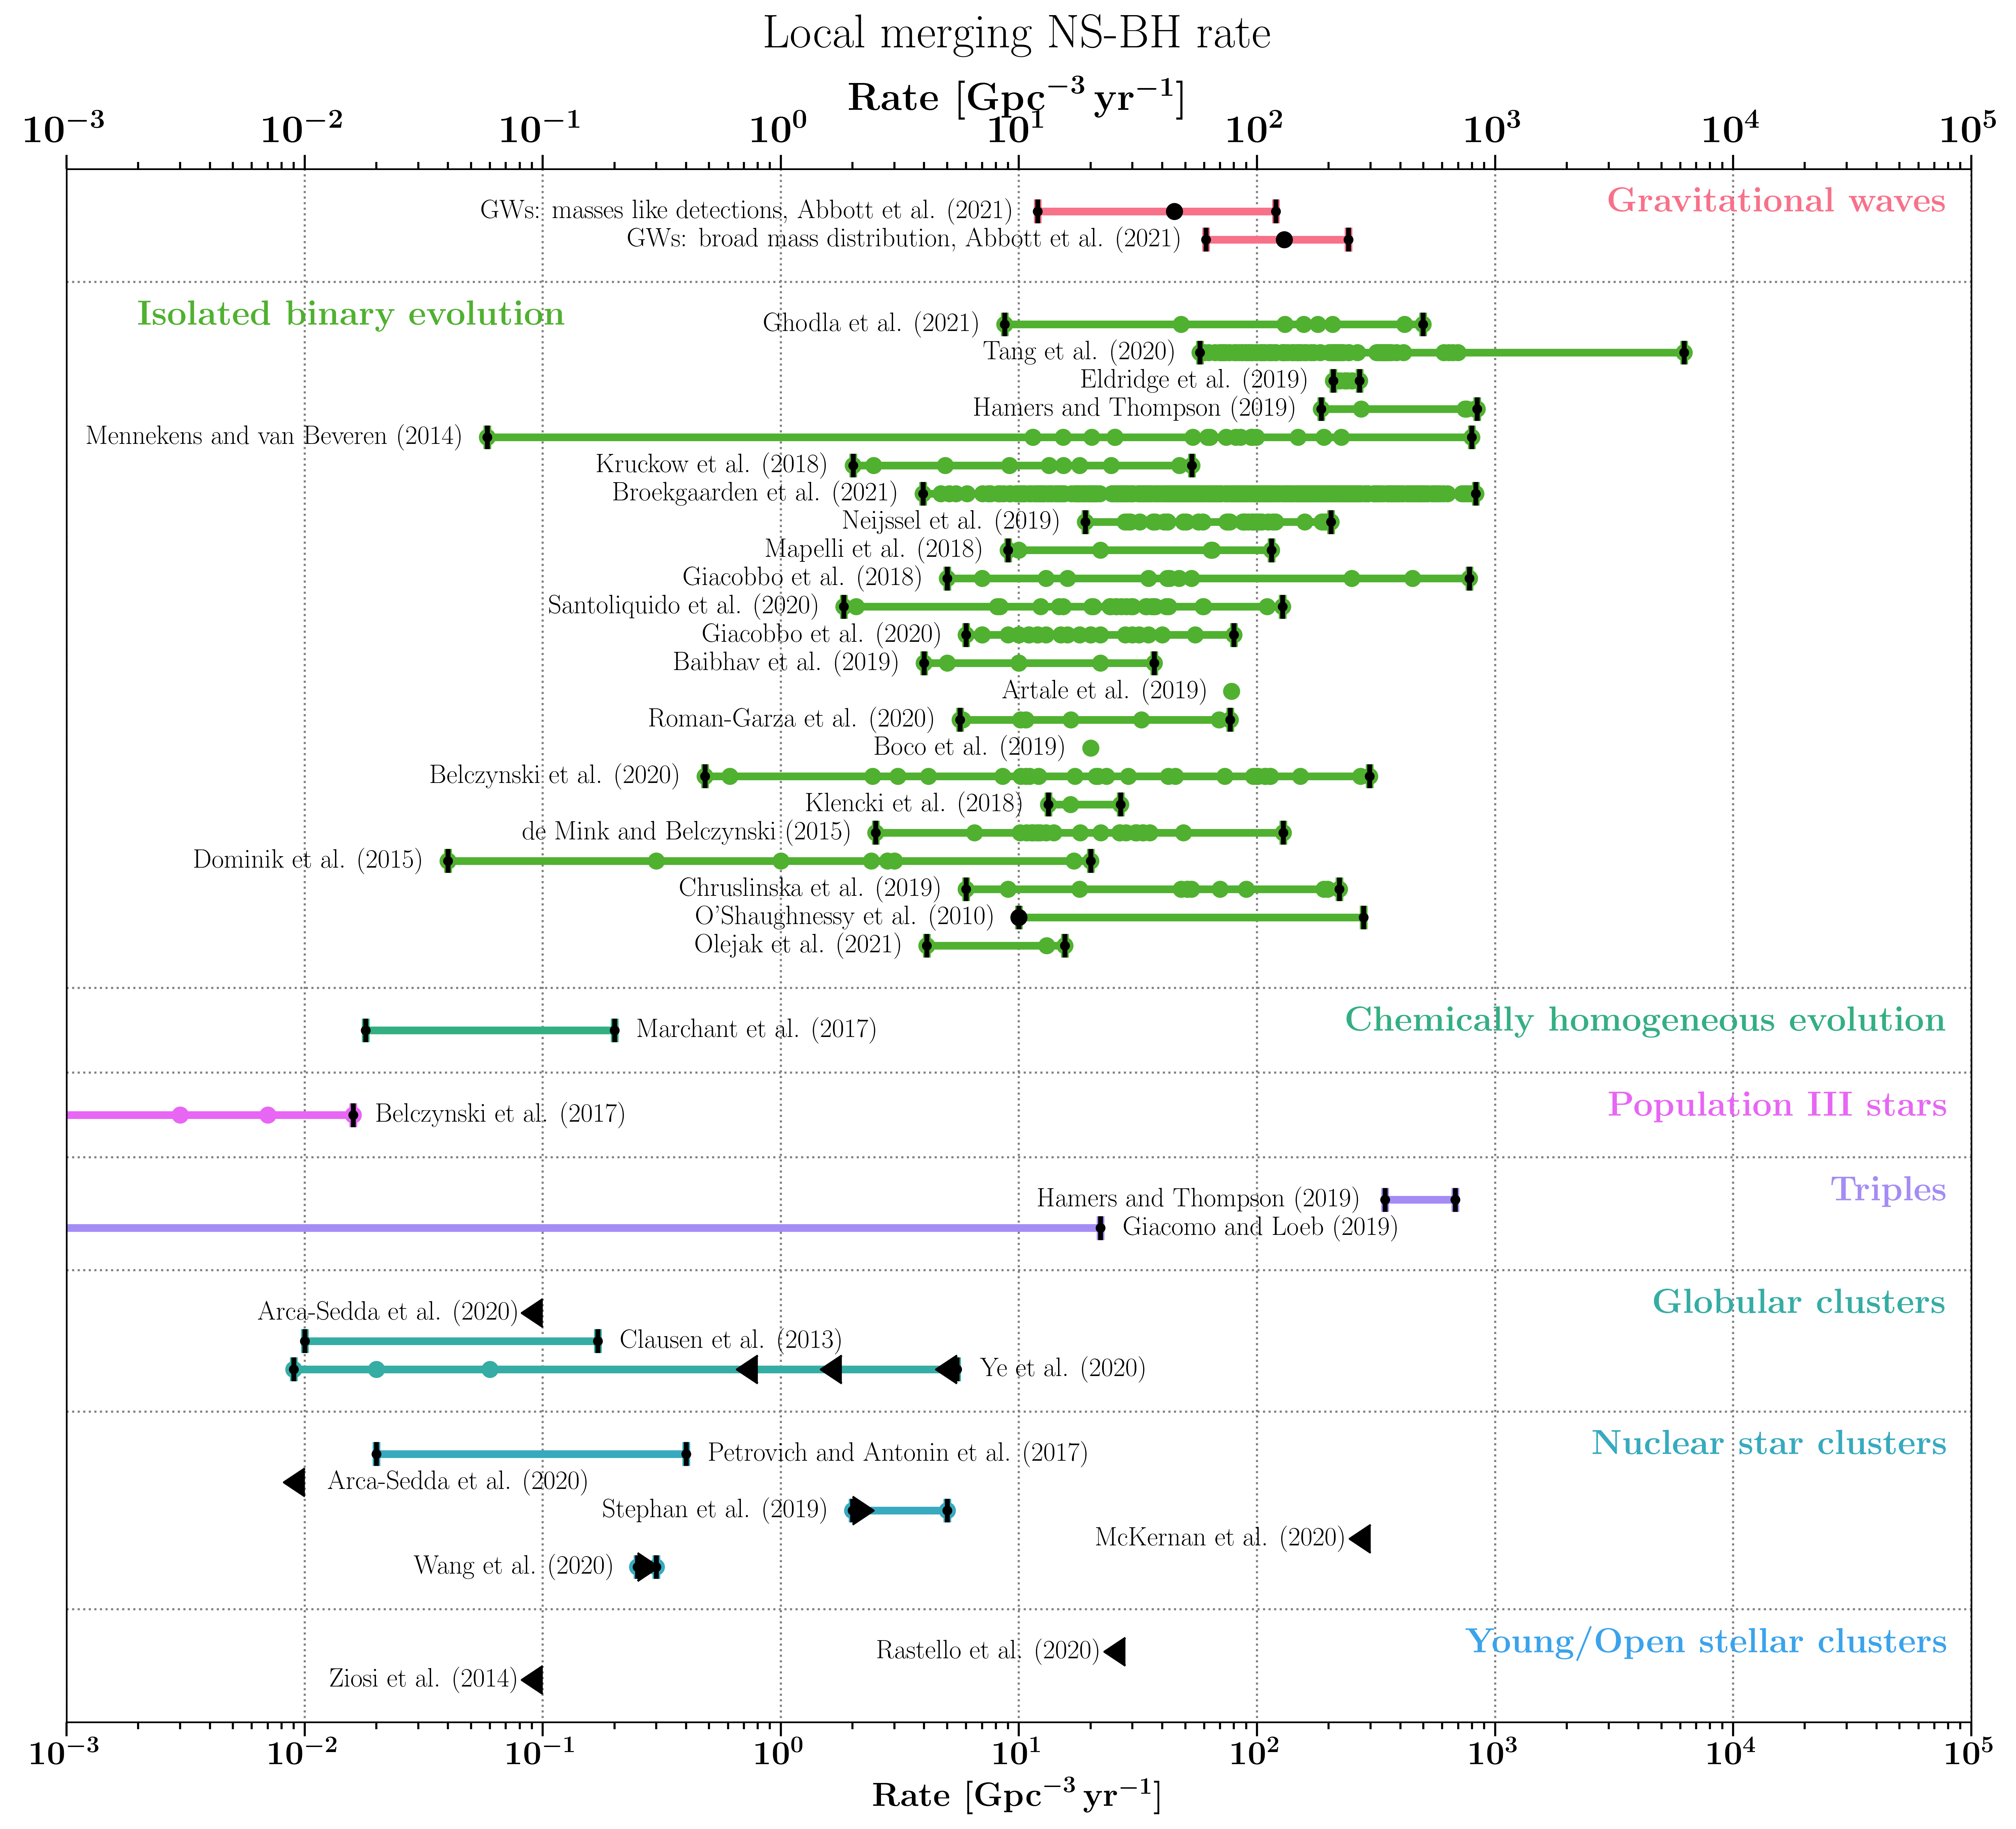 Local merging NS-BH rate
Rate [Gpc⁻³ yr⁻¹]
10⁻³ 10⁻² 10⁻¹ 10⁰ 10¹ 10² 10³ 10⁴ 10⁵
Gravitational waves
GWs: masses like detections, Abbott et al. (2021)
GWs: broad mass distribution, Abbott et al. (2021)
Isolated binary evolution
Ghodla et al. (2021)
Tang et al. (2020)
Eldridge et al. (2019)
Hamers and Thompson (2019)
Mennekens and van Beveren (2014)
Kruckow et al. (2018)
Broekgaarden et al. (2021)
Neijssel et al. (2019)
Mapelli et al. (2018)
Giacobbo et al. (2018)
Santoliquido et al. (2020)
Giacobbo et al. (2020)
Baibhav et al. (2019)
Artale et al. (2019)
Roman-Garza et al. (2020)
Boco et al. (2019)
Belczynski et al. (2020)
Klencki et al. (2018)
de Mink and Belczynski (2015)
Dominik et al. (2015)
Chruslinska et al. (2019)
O'Shaughnessy et al. (2010)
Olejak et al. (2021)
Chemically homogeneous evolution
Marchant et al. (2017)
Population III stars
Belczynski et al. (2017)
Triples
Hamers and Thompson (2019)
Giacomo and Loeb (2019)
Globular clusters
Arca-Sedda et al. (2020)
Clausen et al. (2013)
Ye et al. (2020)
Nuclear star clusters
Petrovich and Antonin et al. (2017)
Arca-Sedda et al. (2020)
Stephan et al. (2019)
McKernan et al. (2020)
Wang et al. (2020)
Young/Open stellar clusters
Rastello et al. (2020)
Ziosi et al. (2014)
10⁻³ 10⁻² 10⁻¹ 10⁰ 10¹ 10² 10³ 10⁴ 10⁵
Rate [Gpc⁻³ yr⁻¹]